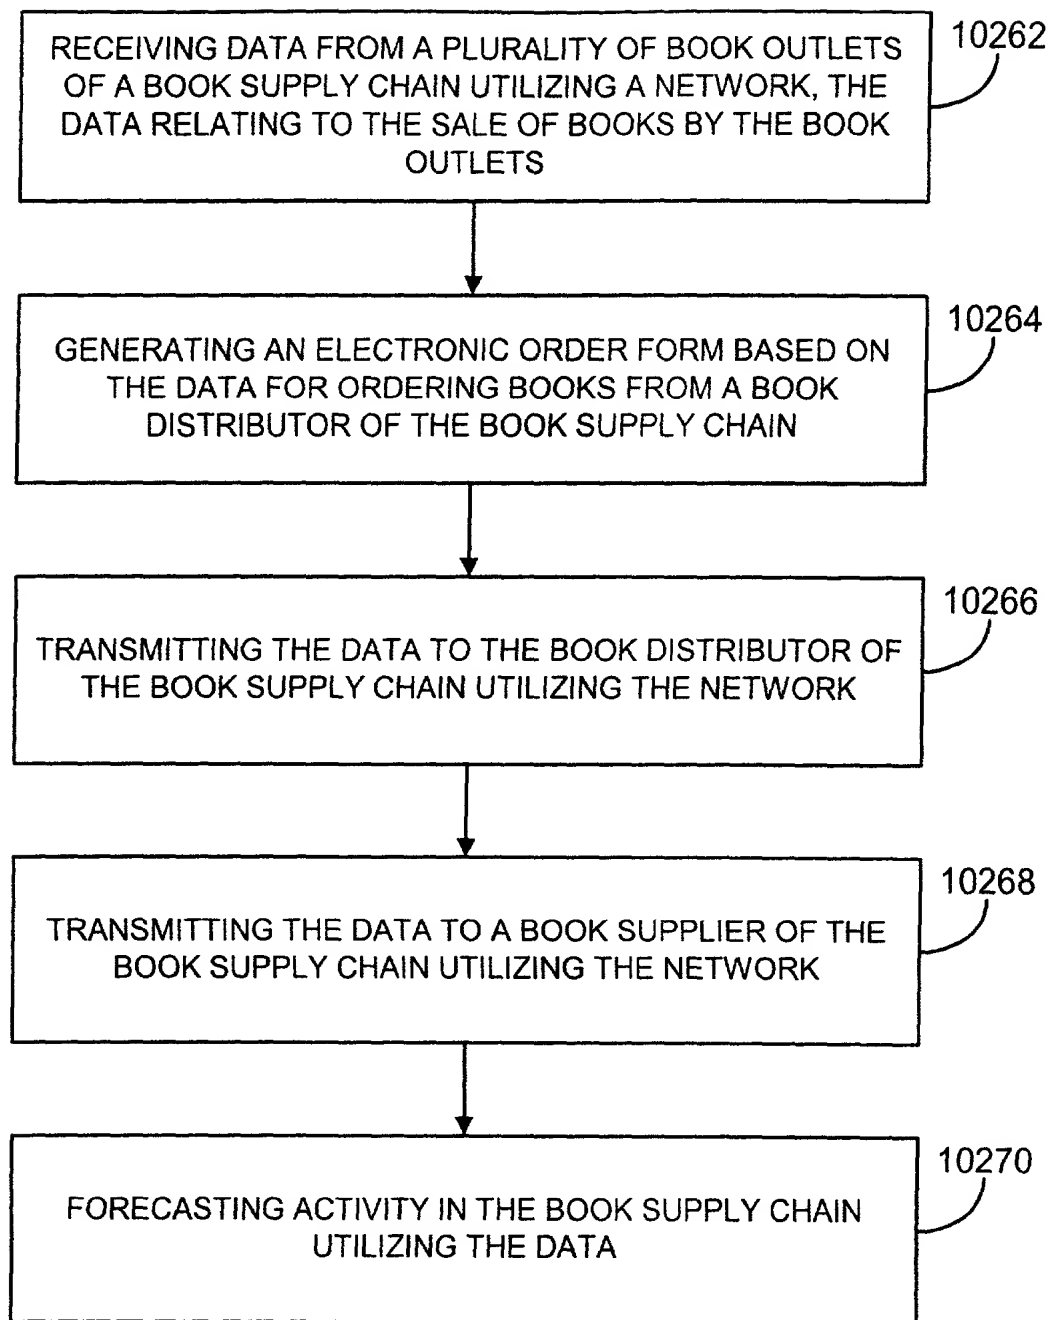 RECEIVING DATA FROM A PLURALITY OF BOOK OUTLETS
OF A BOOK SUPPLY CHAIN UTILIZING A NETWORK, THE
DATA RELATING TO THE SALE OF BOOKS BY THE BOOK
OUTLETS
10262
GENERATING AN ELECTRONIC ORDER FORM BASED ON
THE DATA FOR ORDERING BOOKS FROM A BOOK
DISTRIBUTOR OF THE BOOK SUPPLY CHAIN
10264
TRANSMITTING THE DATA TO THE BOOK DISTRIBUTOR OF
THE BOOK SUPPLY CHAIN UTILIZING THE NETWORK
10266
TRANSMITTING THE DATA TO A BOOK SUPPLIER OF THE
BOOK SUPPLY CHAIN UTILIZING THE NETWORK
10268
FORECASTING ACTIVITY IN THE BOOK SUPPLY CHAIN
UTILIZING THE DATA
10270